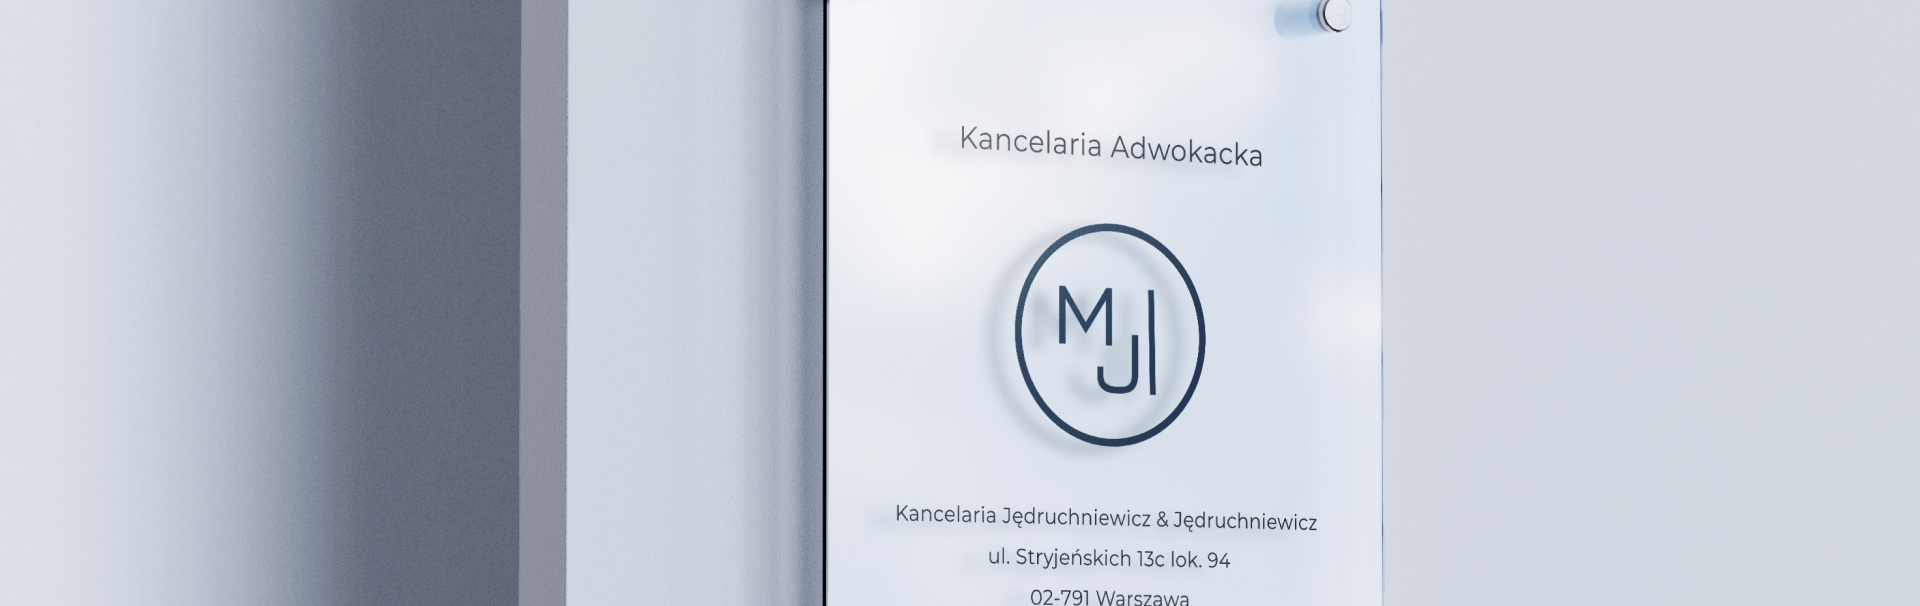 Kancelaria Adwokacka
MJ
Kancelaria Jędruchniewicz & Jędruchniewicz
ul. Stryjeńskich 13c lok. 94
02-791 Warszawa